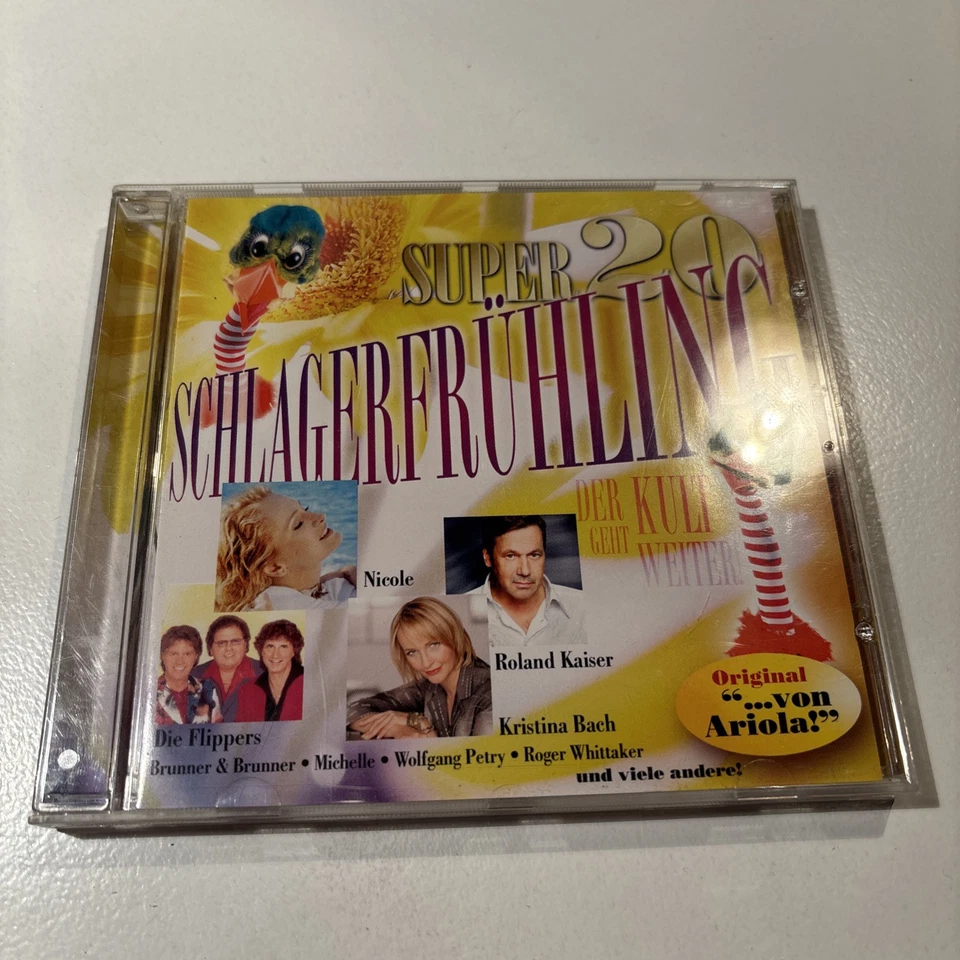 SUPER 20
SCHLAGERFRÜHLING
DER KULT
GEHT WEITER!
Nicole
Roland Kaiser
Die Flippers
Kristina Bach
Original
“...von
Ariola!”
Brunner & Brunner • Michelle • Wolfgang Petry • Roger Whittaker
und viele andere!